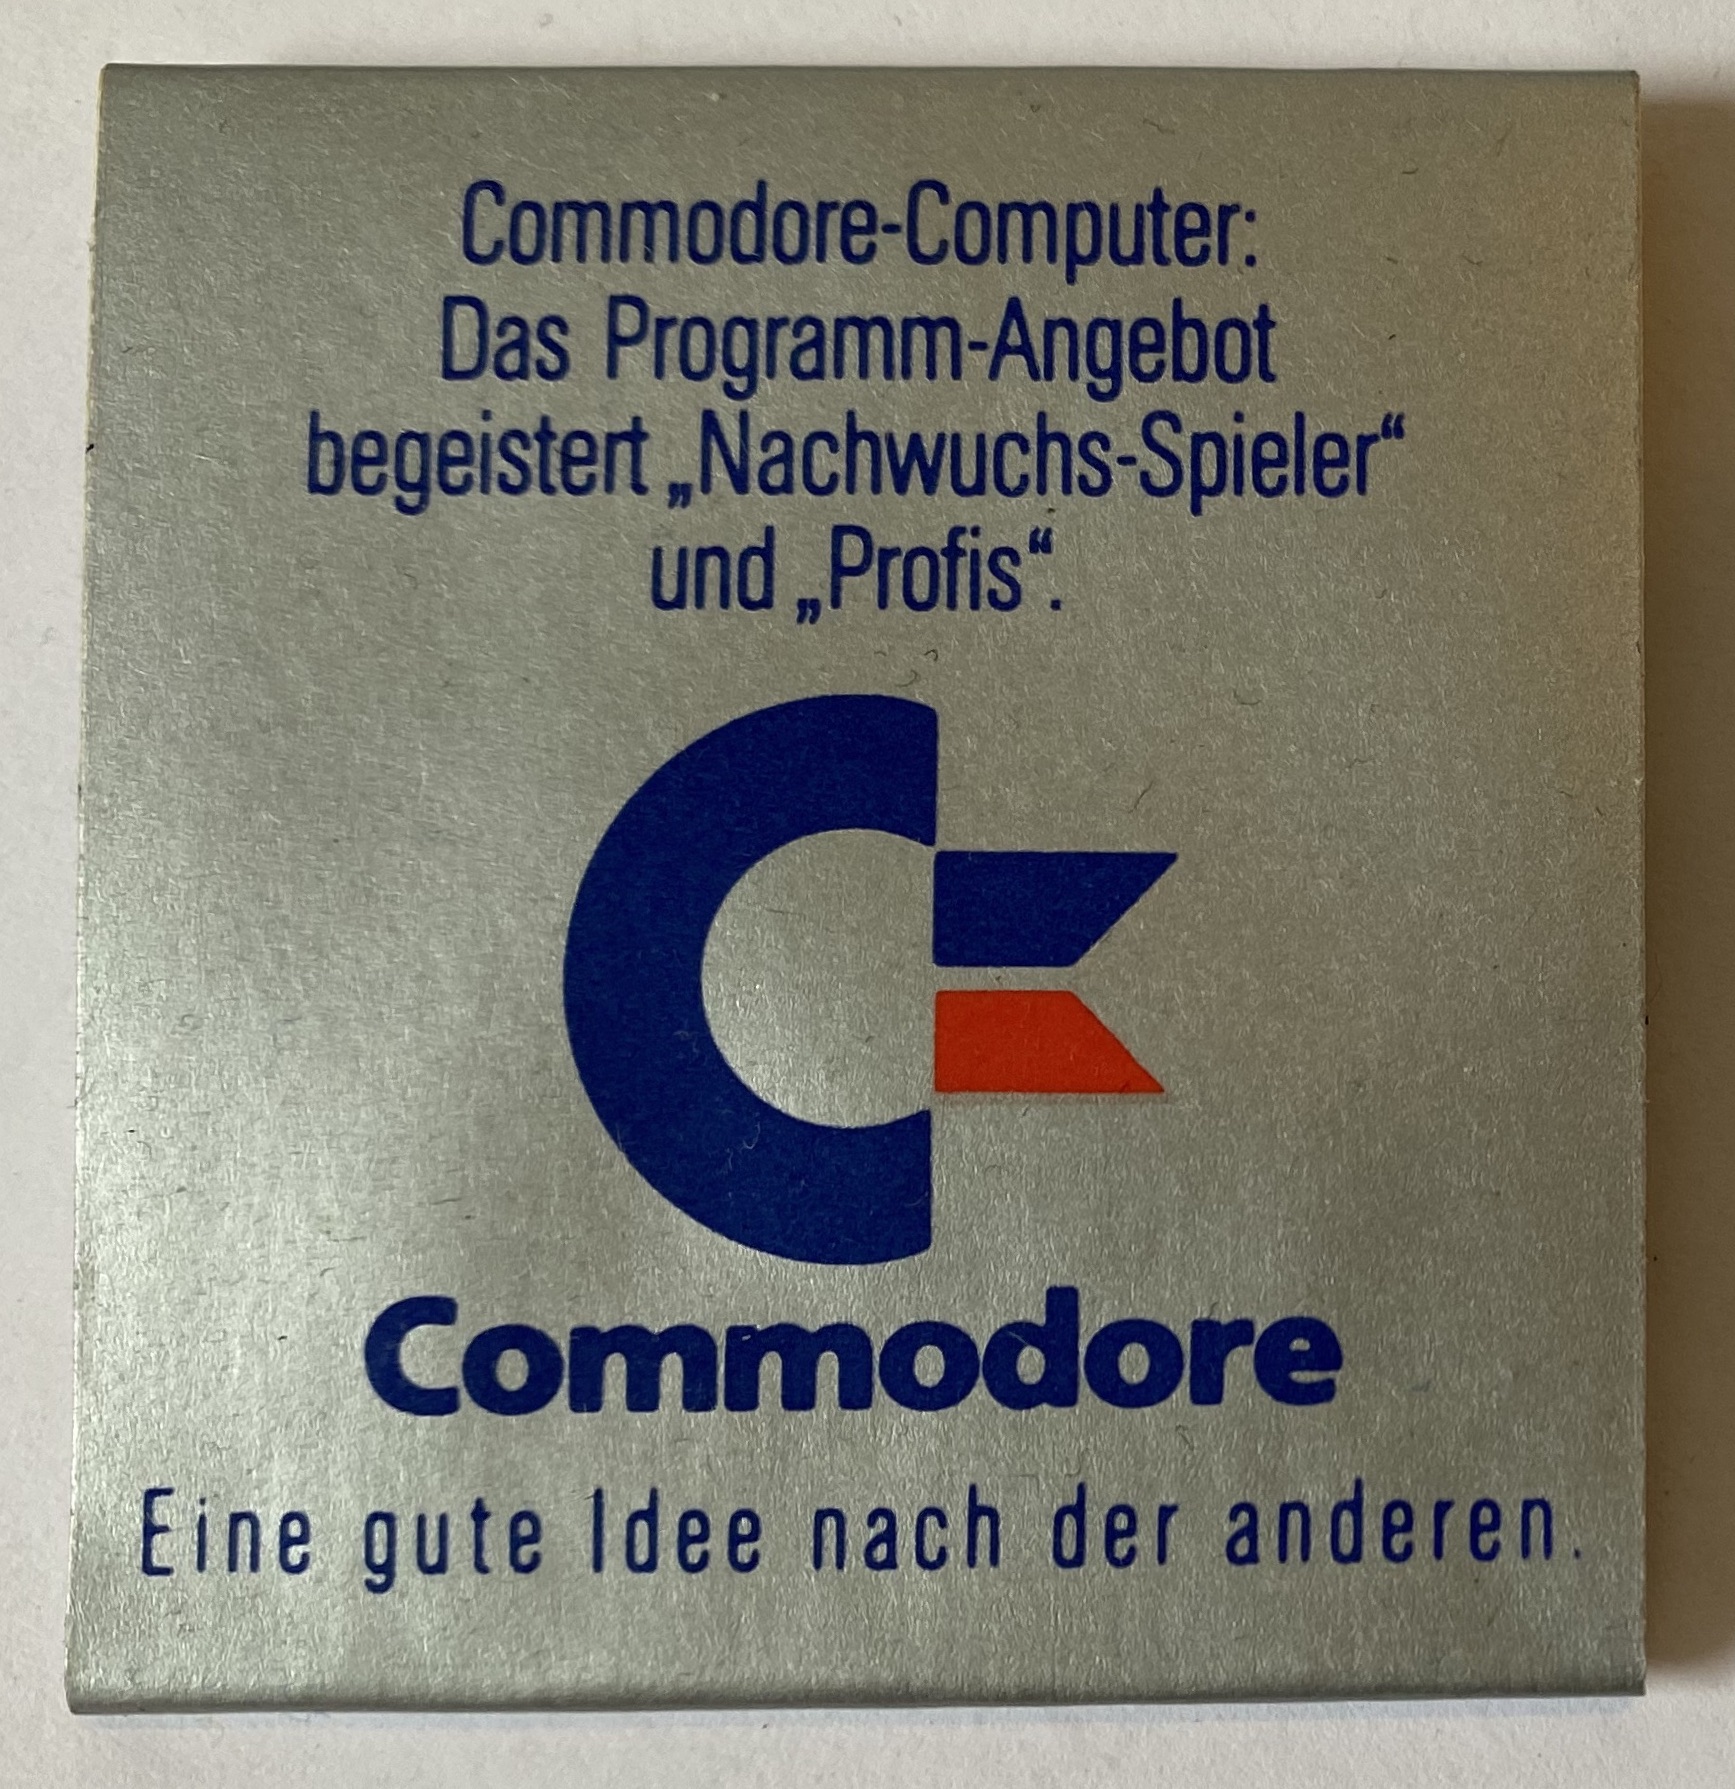 Commodore-Computer:
Das Programm-Angebot
begeistert „Nachwuchs-Spieler“
und „Profis“.
Commodore
Eine gute Idee nach der anderen.